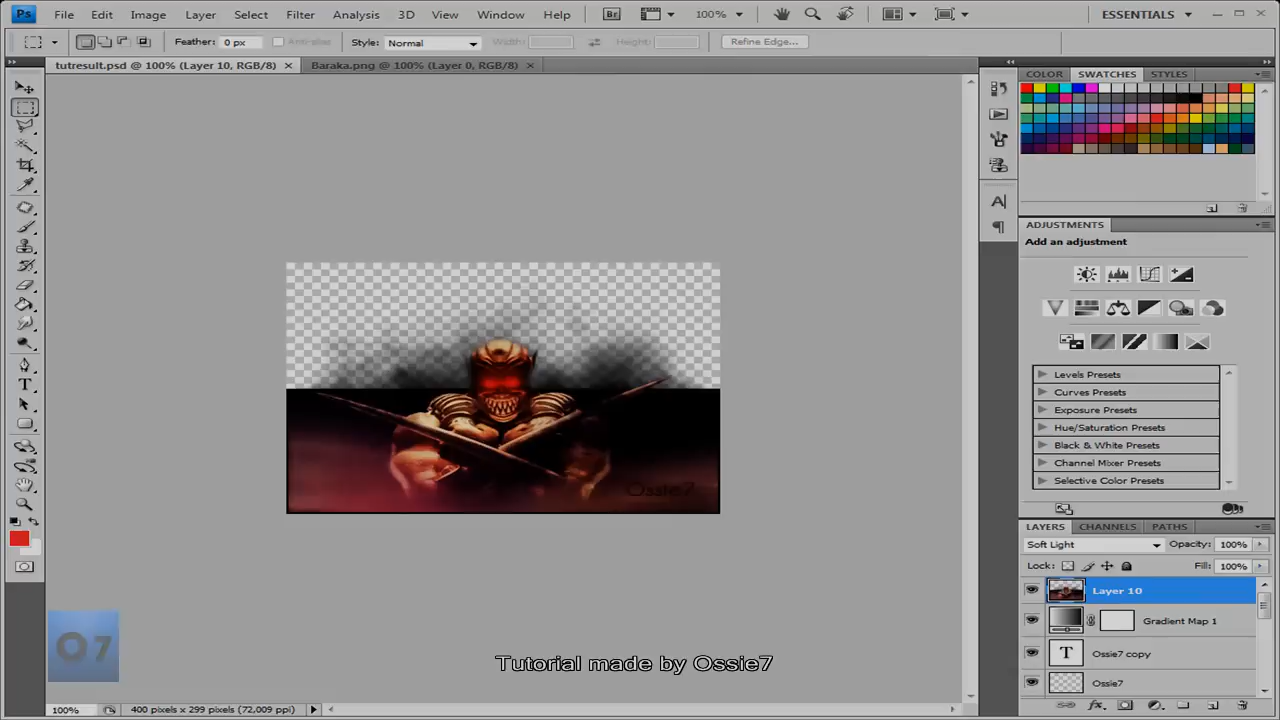 Ps File Edit Image Layer Select Filter Analysis 3D View Window Help Br 100% ESSENTIALS
Feather: 0 px Anti-alias Style: Normal Width: Height: Refine Edge...
tutresult.psd @ 100% (Layer 10, RGB/8) Baraka.png @ 100% (Layer 0, RGB/8)
COLOR SWATCHES STYLES
ADJUSTMENTS
Add an adjustment
Levels Presets
Curves Presets
Exposure Presets
Hue/Saturation Presets
Black & White Presets
Channel Mixer Presets
Selective Color Presets
Ossie7
LAYERS CHANNELS PATHS
Soft Light Opacity: 100%
Lock: Fill: 100%
Layer 10
Gradient Map 1
T Ossie7 copy
Ossie7
O7
Tutorial made by Ossie7
100% 400 pixels x 299 pixels (72,009 ppi)